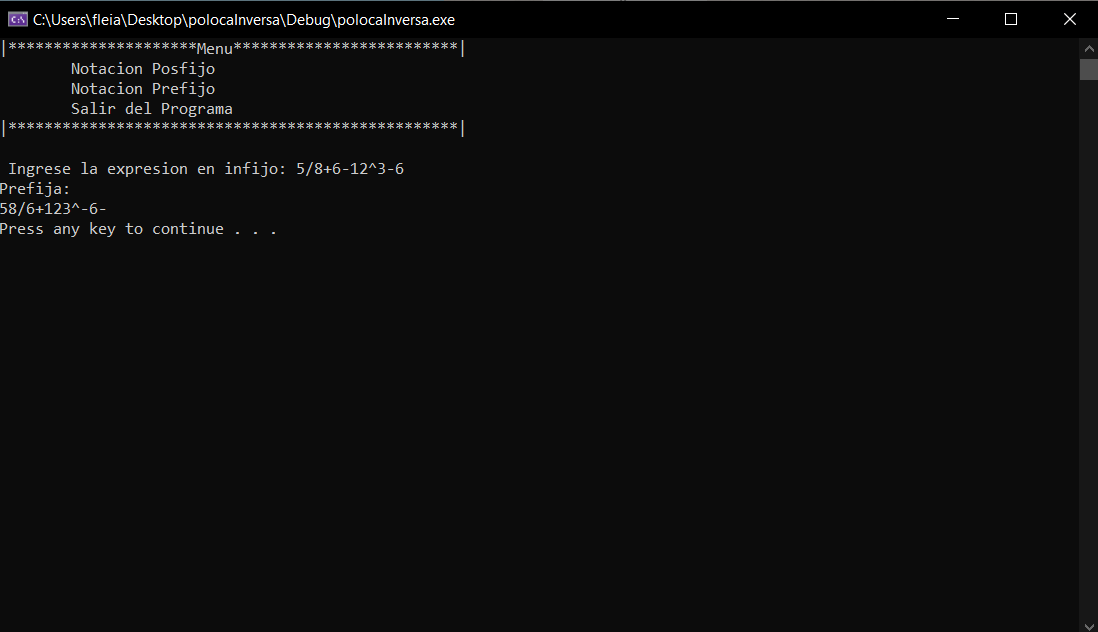 C:\Users\fleia\Desktop\polocaInversa\Debug\polocaInversa.exe
|*********************Menu*************************|
Notacion Posfijo
Notacion Prefijo
Salir del Programa
|**************************************************|
Ingrese la expresion en infijo: 5/8+6-12^3-6
Prefija:
58/6+123^-6-
Press any key to continue . . .